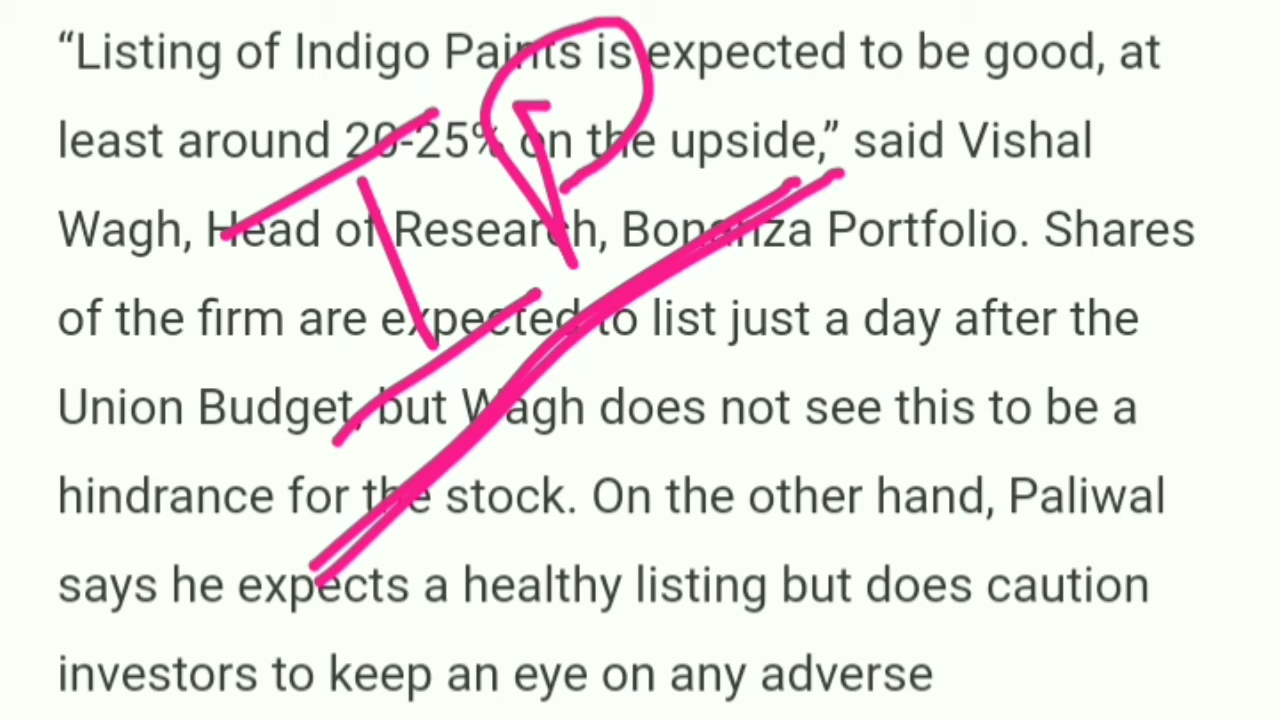 “Listing of Indigo Paints is expected to be good, at
least around 20-25% on the upside,” said Vishal
Wagh, Head of Research, Bonanza Portfolio. Shares
of the firm are expected to list just a day after the
Union Budget, but Wagh does not see this to be a
hindrance for the stock. On the other hand, Paliwal
says he expects a healthy listing but does caution
investors to keep an eye on any adverse